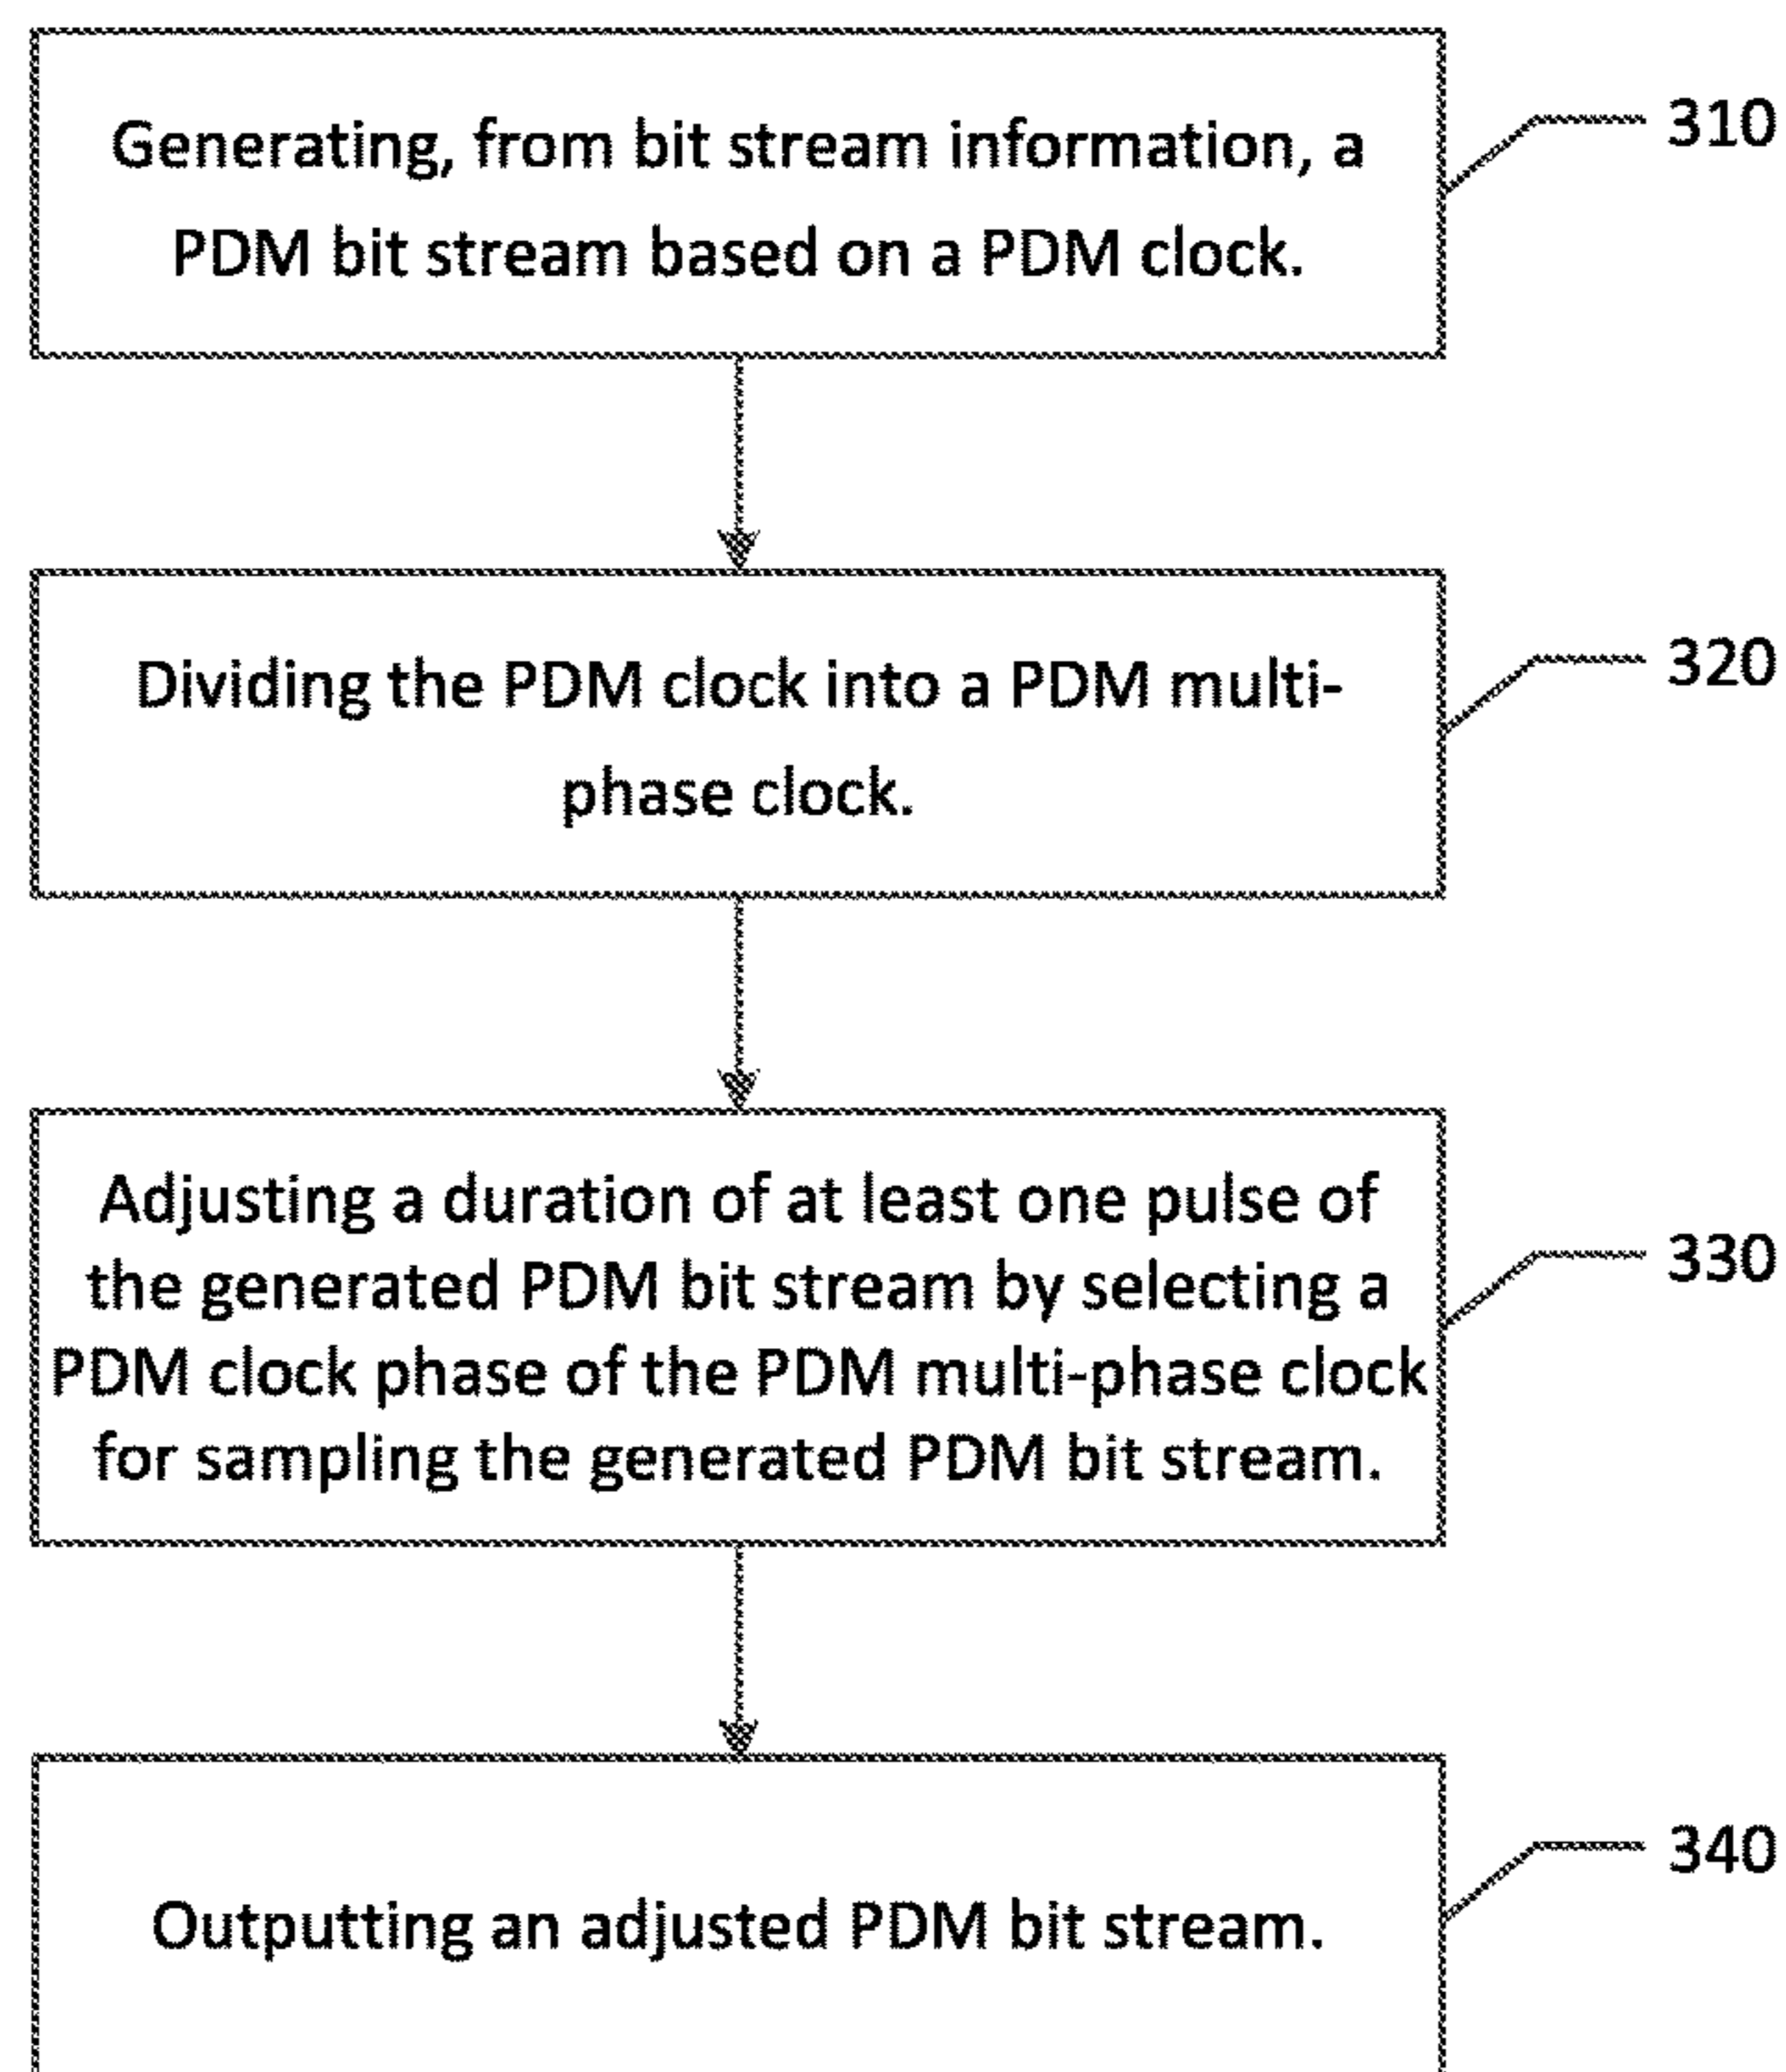 Generating, from bit stream information, a
PDM bit stream based on a PDM clock.
310
Dividing the PDM clock into a PDM multi-
phase clock.
320
Adjusting a duration of at least one pulse of
the generated PDM bit stream by selecting a
PDM clock phase of the PDM multi-phase clock
for sampling the generated PDM bit stream.
330
Outputting an adjusted PDM bit stream.
340